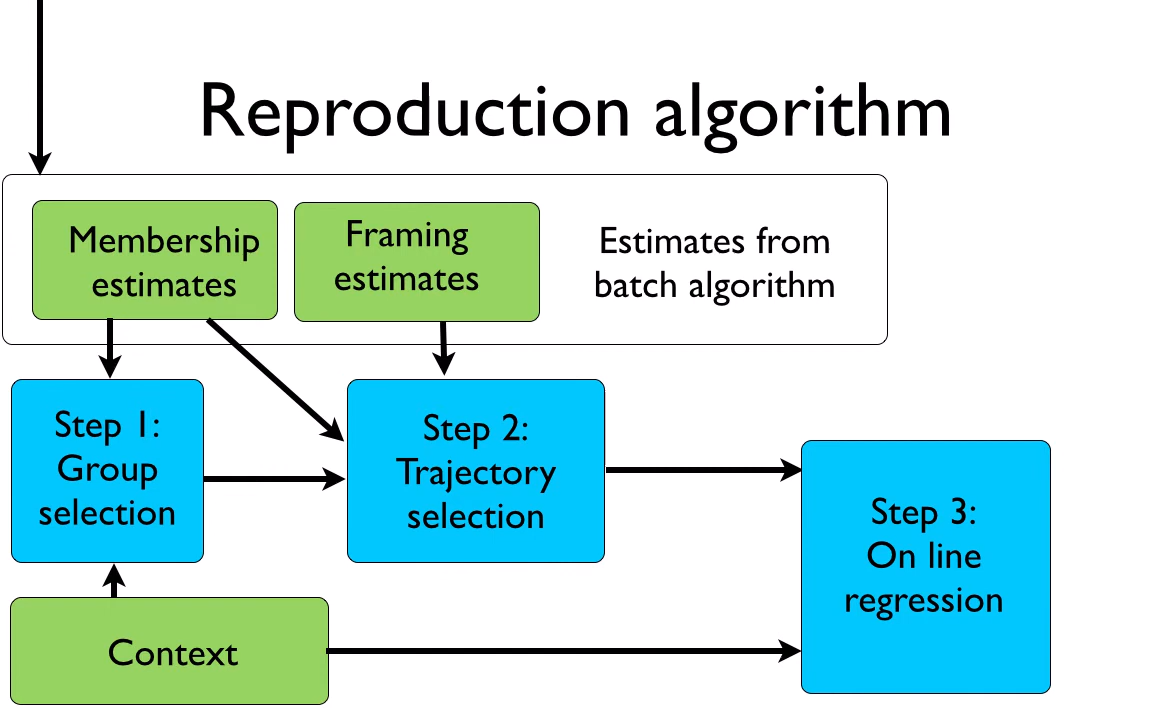 Reproduction algorithm
Membership
estimates
Framing
estimates
Estimates from
batch algorithm
Step 1:
Group
selection
Step 2:
Trajectory
selection
Step 3:
On line
regression
Context